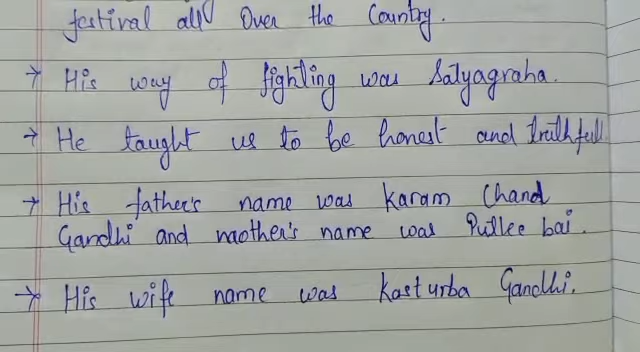 festival all over the Country.
→ His way of fighting was Satyagraha.
→ He taught us to be honest and truthfull
→ His father's name was Karam Chand
Gandhi and maother's name was Putlee bai.
→ His wife name was Kasturba Gandhi.